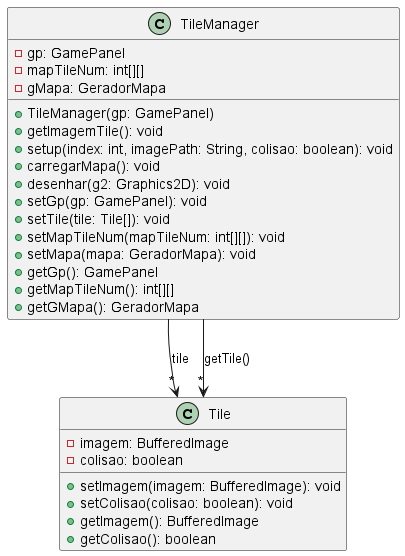 C TileManager
gp: GamePanel
mapTileNum: int[][]
gMapa: GeradorMapa
TileManager(gp: GamePanel)
getImagemTile(): void
setup(index: int, imagePath: String, colisao: boolean): void
carregarMapa(): void
desenhar(g2: Graphics2D): void
setGp(gp: GamePanel): void
setTile(tile: Tile[]): void
setMapTileNum(mapTileNum: int[][]): void
setMapa(mapa: GeradorMapa): void
getGp(): GamePanel
getMapTileNum(): int[][]
getGMapa(): GeradorMapa
tile
getTile()
*
*
C Tile
imagem: BufferedImage
colisao: boolean
setImagem(imagem: BufferedImage): void
setColisao(colisao: boolean): void
getImagem(): BufferedImage
getColisao(): boolean